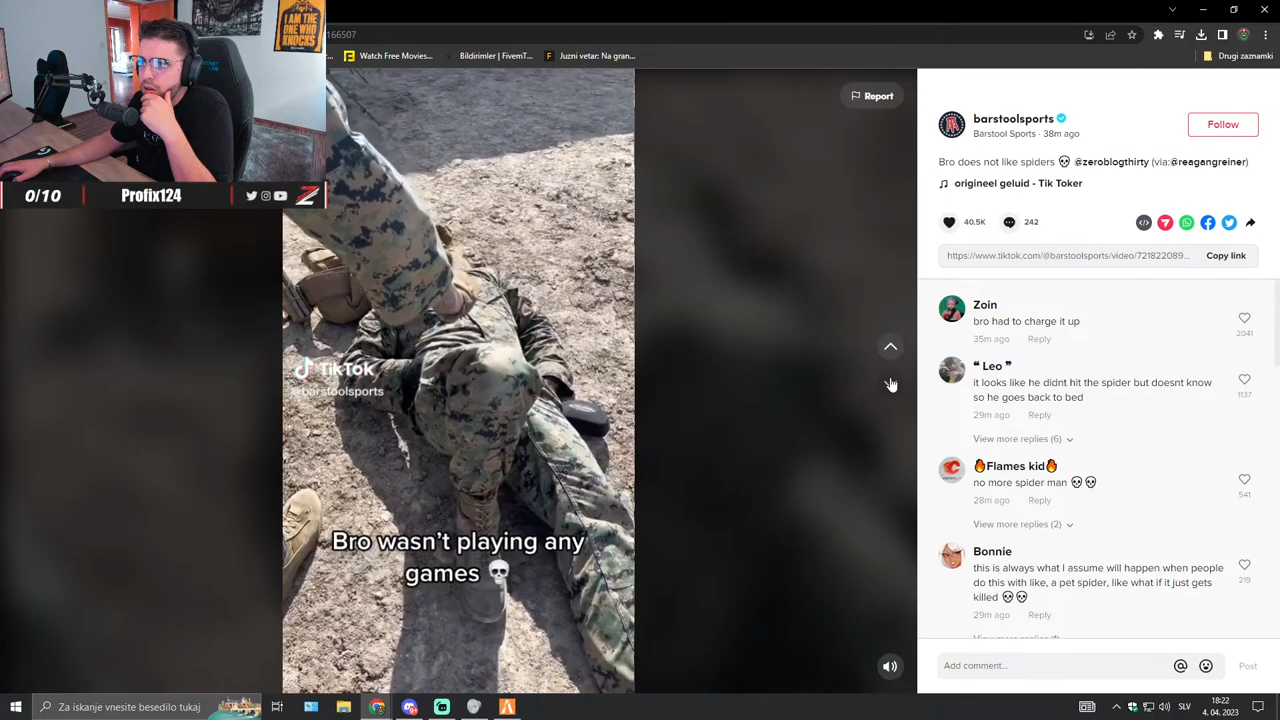 I AM THE
ONE WHO
KNOCKS
0/10
Profix124
166507
Watch Free Movies...
Bildirimler | FivemT...
Juzni vetar: Na gran...
Drugi zaznamki
Report
TikTok
@barstoolsports
Bro wasn't playing any
games 💀
barstoolsports
Barstool Sports · 38m ago
Follow
Bro does not like spiders 💀 @zeroblogthirty (via:@reagangreiner)
♫ origineel geluid - Tik Toker
40.5K
242
https://www.tiktok.com/@barstoolsports/video/721822089...
Copy link
Zoin
bro had to charge it up
35m ago Reply
2041
❝ Leo ❞
it looks like he didnt hit the spider but doesnt know
so he goes back to bed
29m ago Reply
1137
View more replies (6)
🔥Flames kid🔥
no more spider man 💀💀
28m ago Reply
541
View more replies (2)
Bonnie
this is always what I assume will happen when people
do this with like, a pet spider, like what if it just gets
killed 💀💀
29m ago Reply
219
Add comment...
Post
Za iskanje vnesite besedilo tukaj
SLV
18:22
4. 04. 2023